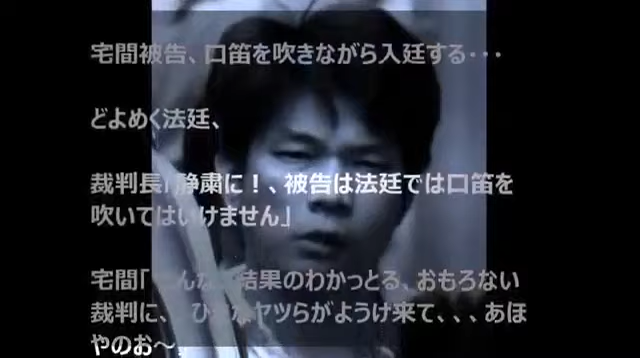 宅間被告、口笛を吹きながら入廷する・・・
どよめく法廷、
裁判長「静粛に！、被告は法廷では口笛を
吹いてはいけません」
宅間「 んな 結果のわかっとる、おもろない
裁判に、 ひ なヤツらがようけ来て、、、あほ
やのお～